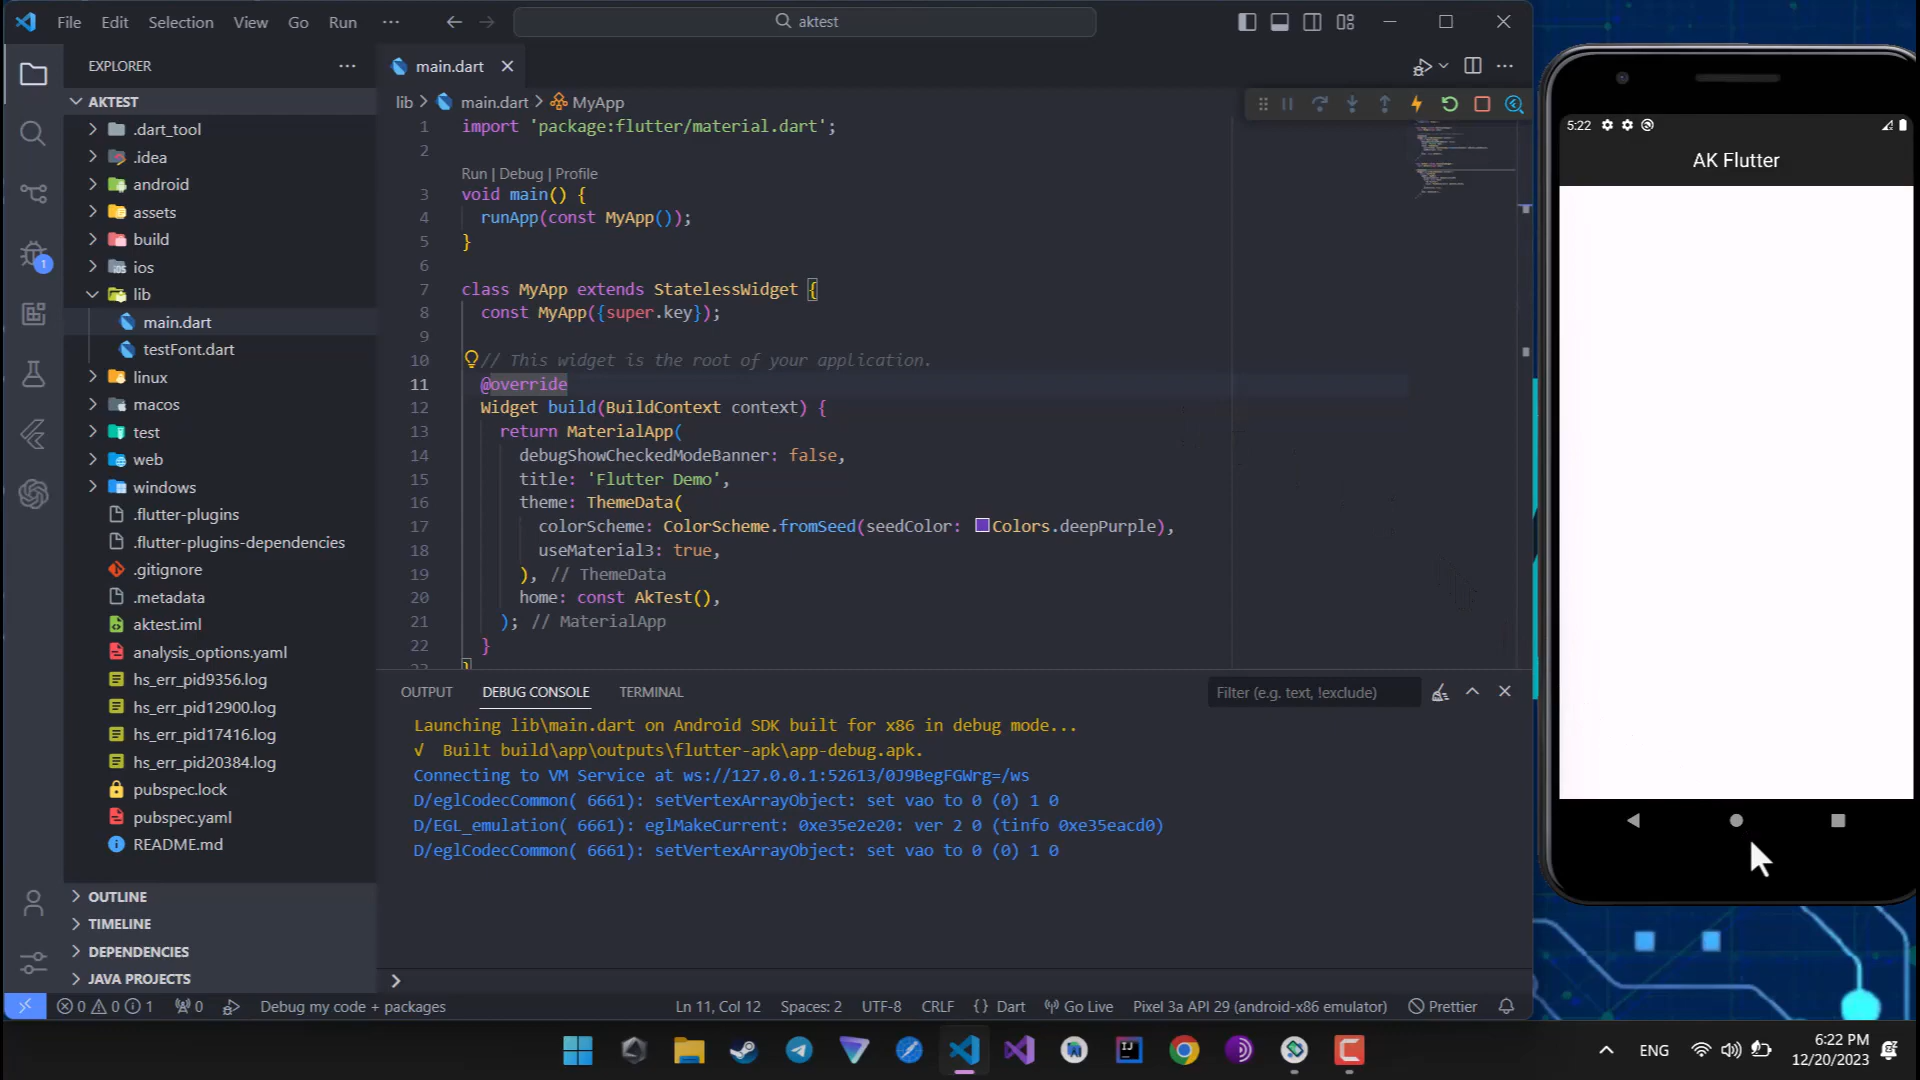 File Edit Selection View Go Run ··· aktest
EXPLORER
AKTEST
.dart_tool
.idea
android
assets
build
ios
lib
main.dart
testFont.dart
linux
macos
test
web
windows
.flutter-plugins
.flutter-plugins-dependencies
.gitignore
.metadata
aktest.iml
analysis_options.yaml
hs_err_pid9356.log
hs_err_pid12900.log
hs_err_pid17416.log
hs_err_pid20384.log
pubspec.lock
pubspec.yaml
README.md
OUTLINE
TIMELINE
DEPENDENCIES
JAVA PROJECTS
1
main.dart
lib > main.dart > MyApp
1 import 'package:flutter/material.dart';
2
Run | Debug | Profile
3 void main() {
4 runApp(const MyApp());
5 }
6
7 class MyApp extends StatelessWidget {
8 const MyApp({super.key});
9
10 // This widget is the root of your application.
11 @override
12 Widget build(BuildContext context) {
13 return MaterialApp(
14 debugShowCheckedModeBanner: false,
15 title: 'Flutter Demo',
16 theme: ThemeData(
17 colorScheme: ColorScheme.fromSeed(seedColor: Colors.deepPurple),
18 useMaterial3: true,
19 ), // ThemeData
20 home: const AkTest(),
21 ); // MaterialApp
22 }
23 }
OUTPUT DEBUG CONSOLE TERMINAL Filter (e.g. text, !exclude)
Launching lib\main.dart on Android SDK built for x86 in debug mode...
√ Built build\app\outputs\flutter-apk\app-debug.apk.
Connecting to VM Service at ws://127.0.0.1:52613/0J9BegFGWrg=/ws
D/eglCodecCommon( 6661): setVertexArrayObject: set vao to 0 (0) 1 0
D/EGL_emulation( 6661): eglMakeCurrent: 0xe35e2e20: ver 2 0 (tinfo 0xe35eacd0)
D/eglCodecCommon( 6661): setVertexArrayObject: set vao to 0 (0) 1 0
0 0 1 0 Debug my code + packages Ln 11, Col 12 Spaces: 2 UTF-8 CRLF {} Dart Go Live Pixel 3a API 29 (android-x86 emulator) Prettier
5:22
AK Flutter
ENG 6:22 PM
12/20/2023